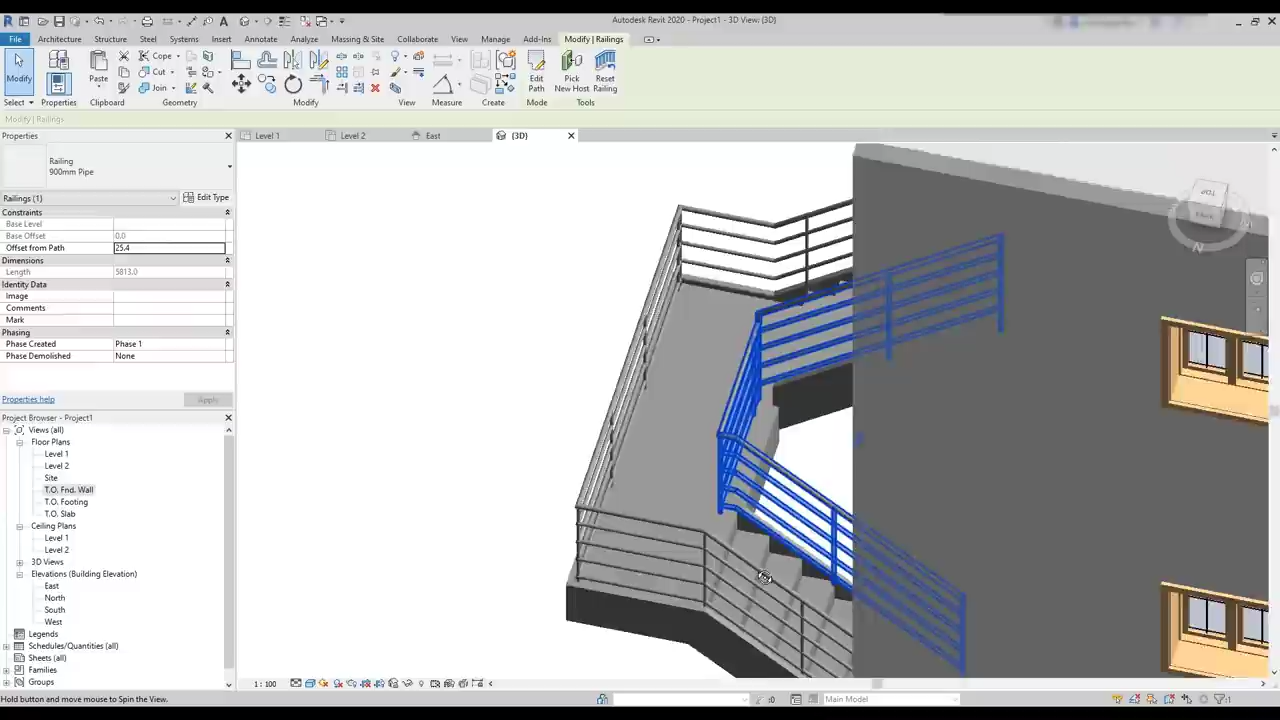 Autodesk Revit 2020 - Project1 - 3D View: {3D}
File Architecture Structure Steel Systems Insert Annotate Analyze Massing & Site Collaborate View Manage Add-Ins Modify | Railings
Modify
Paste
Cope
Cut
Join
Edit Path
Pick New Host
Reset Railing
Select Properties Clipboard Geometry Modify View Measure Create Mode Tools
Modify | Railings
Properties
Level 1 Level 2 East {3D}
Railing
900mm Pipe
Railings (1) Edit Type
Constraints
Base Level
Base Offset 0.0
Offset from Path 25.4
Dimensions
Length 5813.0
Identity Data
Image
Comments
Mark
Phasing
Phase Created Phase 1
Phase Demolished None
Properties help Apply
Project Browser - Project1
Views (all)
Floor Plans
Level 1
Level 2
Site
T.O. Fnd. Wall
T.O. Footing
T.O. Slab
Ceiling Plans
Level 1
Level 2
3D Views
Elevations (Building Elevation)
East
North
South
West
Legends
Schedules/Quantities (all)
Sheets (all)
Families
Groups
TOP
BACK
N
1 : 100
Hold button and move mouse to Spin the View.
:0
Main Model
:1